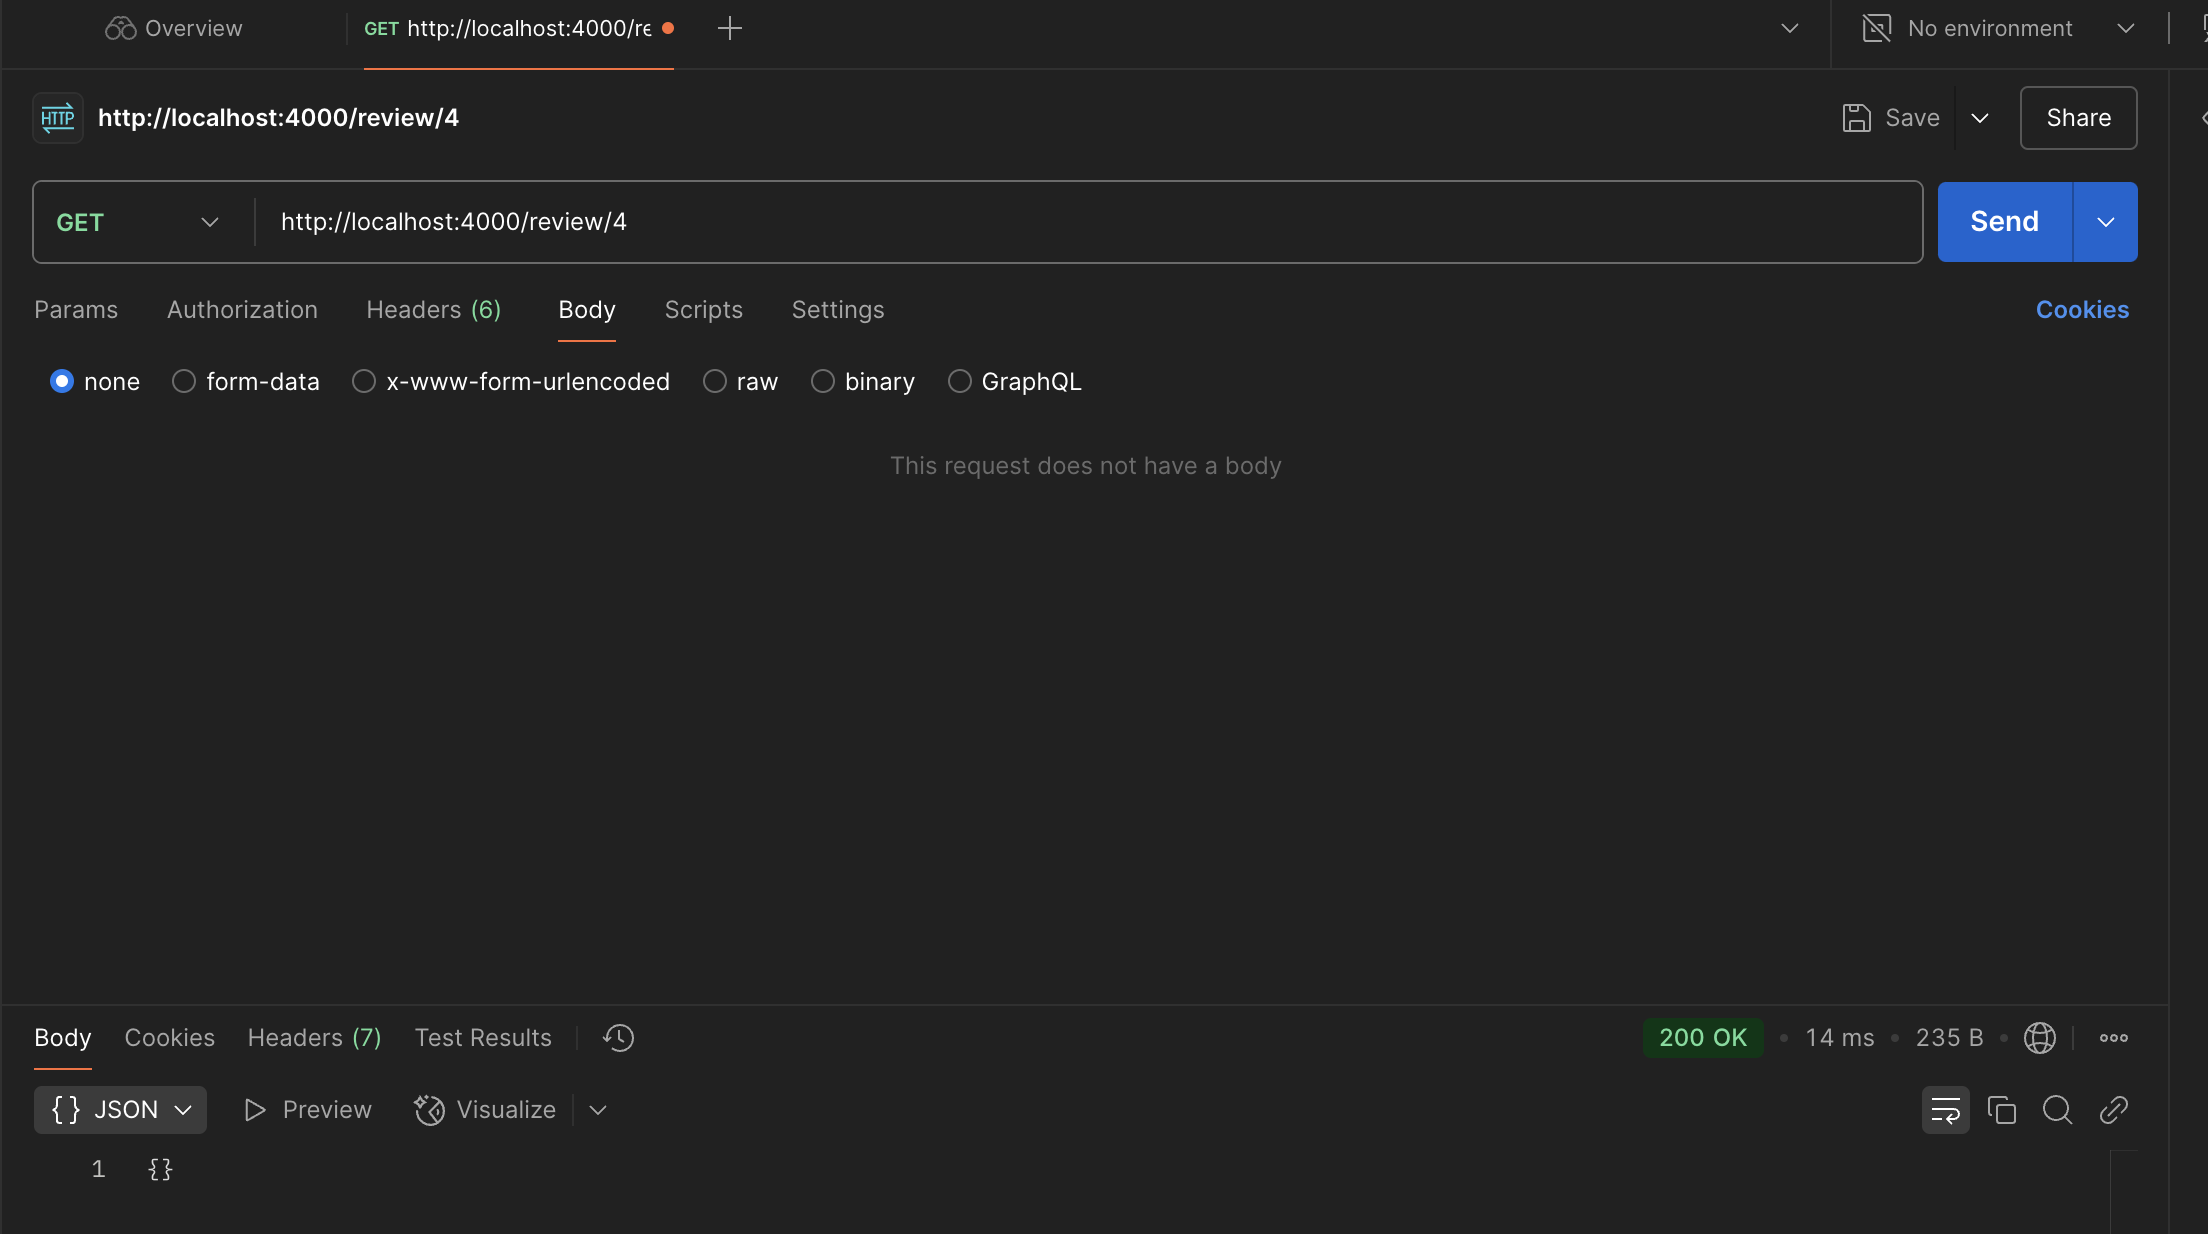 Overview
GET http://localhost:4000/re
No environment
HTTP http://localhost:4000/review/4
Save
Share
GET http://localhost:4000/review/4
Send
Params Authorization Headers (6) Body Scripts Settings Cookies
none form-data x-www-form-urlencoded raw binary GraphQL
This request does not have a body
Body Cookies Headers (7) Test Results 200 OK • 14 ms • 235 B •
{} JSON Preview Visualize
1 {}